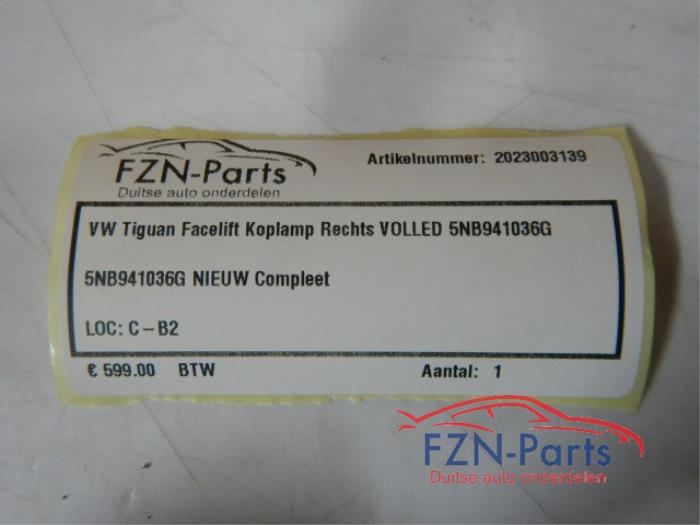 FZN-Parts
Duitse auto onderdelen
Artikelnummer: 2023003139
VW Tiguan Facelift Koplamp Rechts VOLLED 5NB941036G
5NB941036G NIEUW Compleet
LOC: C-B2
€ 599.00 BTW
Aantal: 1
FZN-Parts
Duitse auto onderdelen